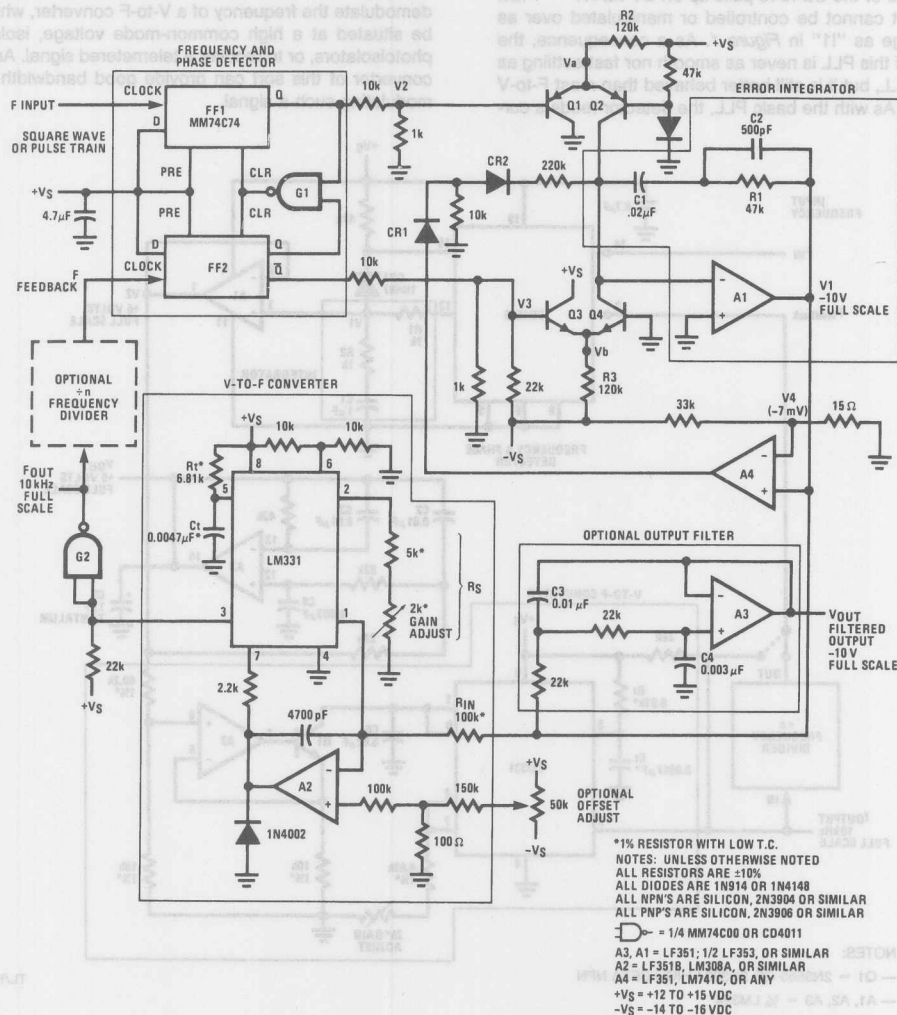 FREQUENCY AND
PHASE DETECTOR
F INPUT
CLOCK
FF1
MM74C74
Q
D
SQUARE WAVE
OR PULSE TRAIN
PRE
CLR
G1
+VS
4.7µF
PRE
CLR
D
Q
CLOCK
FF2
Q̅
F
FEEDBACK
10k
V2
1k
10k
CR2
220k
10k
CR1
R2
120k
+VS
Va
47k
Q1 Q2
ERROR INTEGRATOR
C2
500pF
C1
.02µF
R1
47k
+VS
V3
Q3 Q4
Vb
A1
V1
−10V
FULL SCALE
1k
22k
R3
120k
−VS
33k
V4
(−7 mV)
15Ω
A4
OPTIONAL
÷n
FREQUENCY
DIVIDER
FOUT
10 kHz
FULL
SCALE
G2
22k
+VS
V-TO-F CONVERTER
+VS
10k
10k
Rt*
6.81k
8
6
5
2
Ct
0.0047µF*
LM331
5k*
RS
2k*
GAIN
ADJUST
3
1
7
4
2.2k
4700 pF
RIN
100k*
A2
1N4002
100k
150k
100Ω
+VS
50k
−VS
OPTIONAL
OFFSET
ADJUST
OPTIONAL OUTPUT FILTER
C3
0.01 µF
22k
A3
C4
0.003 µF
22k
VOUT
FILTERED
OUTPUT
−10V
FULL SCALE
*1% RESISTOR WITH LOW T.C.
NOTES: UNLESS OTHERWISE NOTED
ALL RESISTORS ARE ±10%
ALL DIODES ARE 1N914 OR 1N4148
ALL NPN'S ARE SILICON, 2N3904 OR SIMILAR
ALL PNP'S ARE SILICON, 2N3906 OR SIMILAR
= 1/4 MM74C00 OR CD4011
A3, A1 = LF351; 1/2 LF353, OR SIMILAR
A2 = LF351B, LM308A, OR SIMILAR
A4 = LF351, LM741C, OR ANY
+VS = +12 TO +15 VDC
−VS = −14 TO −16 VDC